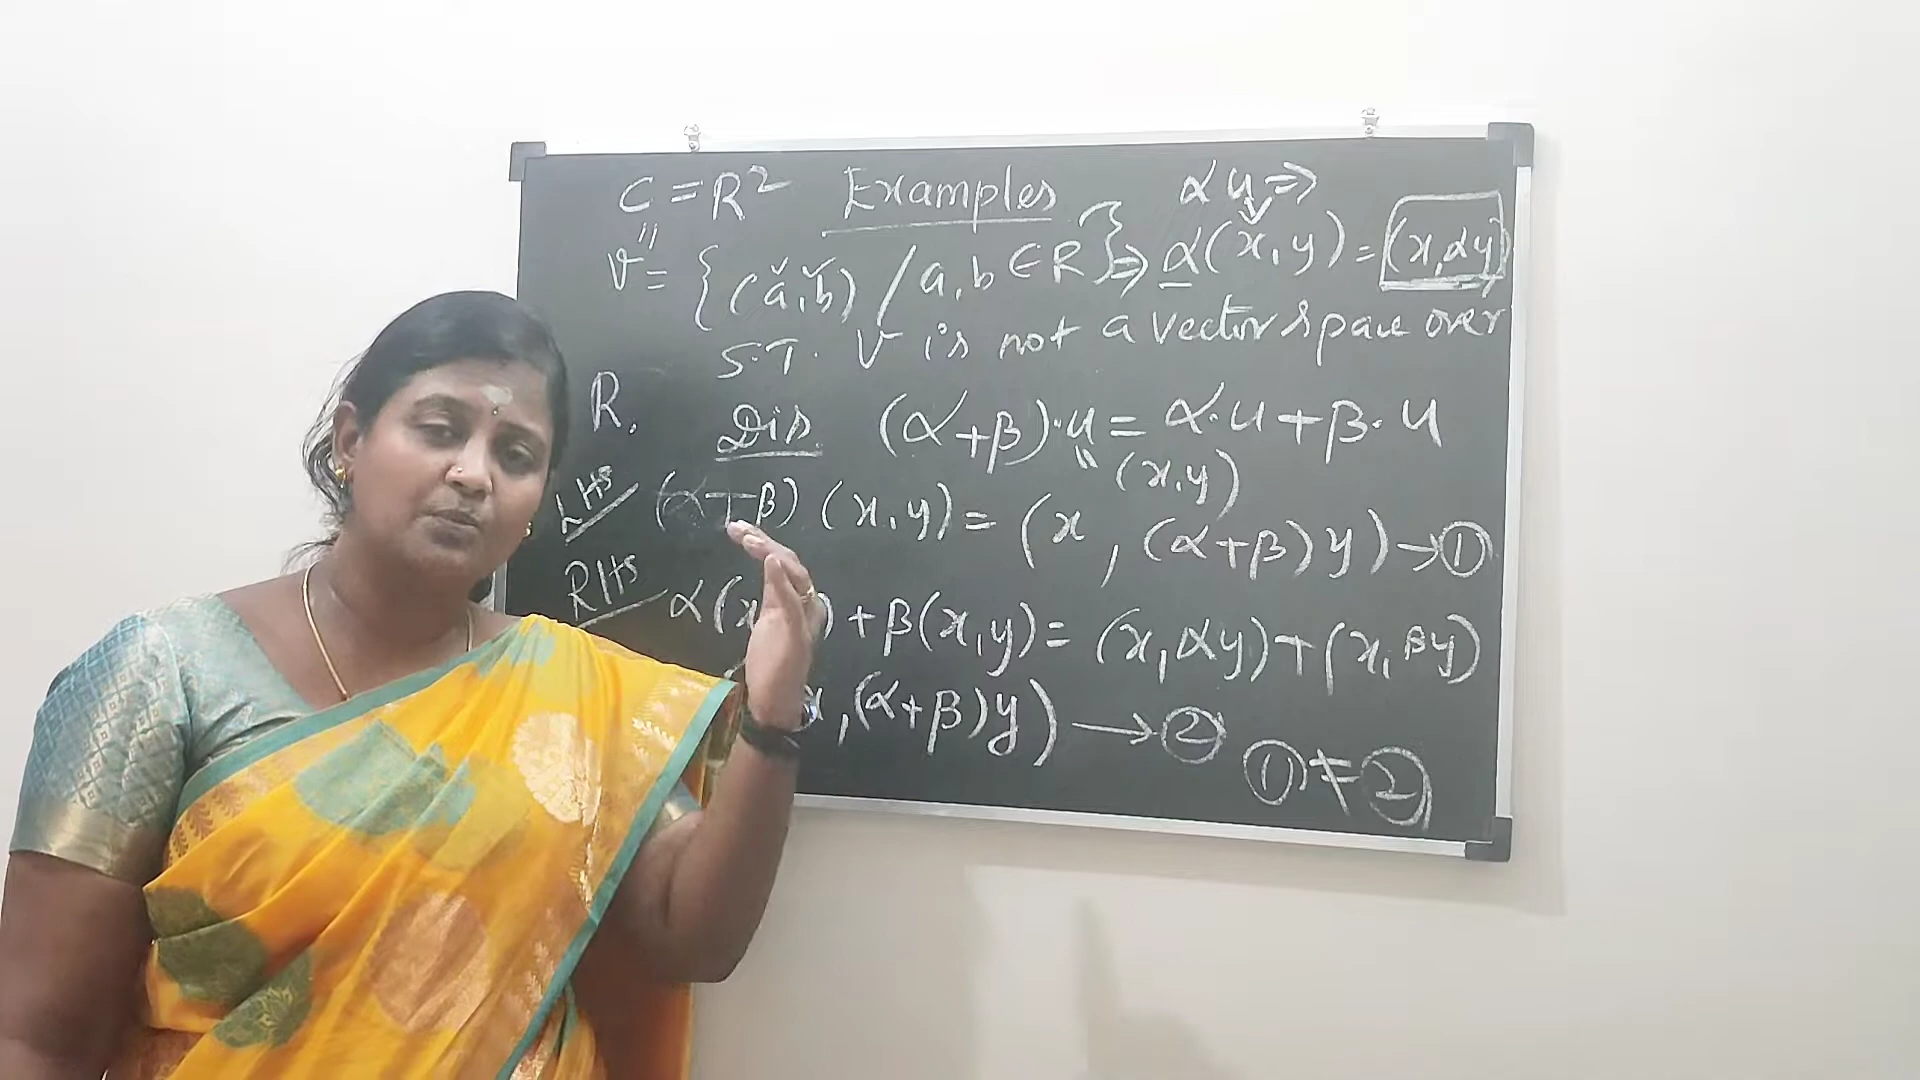 C = R² Examples αu ⇒
V = {(a, b) / a, b ∈ R} ⇒ α(x, y) = (x, αy)
S.T. V is not a vector space over
R. Dis. (α+β)·u = α·u + β·u
(x, y)
LHS (α+β) (x, y) = (x, (α+β)y) → ①
RHS α(x ) + β(x, y) = (x, αy) + (x, βy)
, (α+β)y) → ②
① ≠ ②